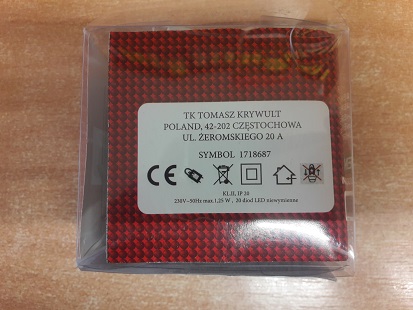 TK TOMASZ KRYWULT
POLAND, 42-202 CZĘSTOCHOWA
UL. ŻEROMSKIEGO 20 A
SYMBOL 1718687
CE
KL.II, IP 20
230V~50Hz max 1,25 W , 20 diod LED niewymienne